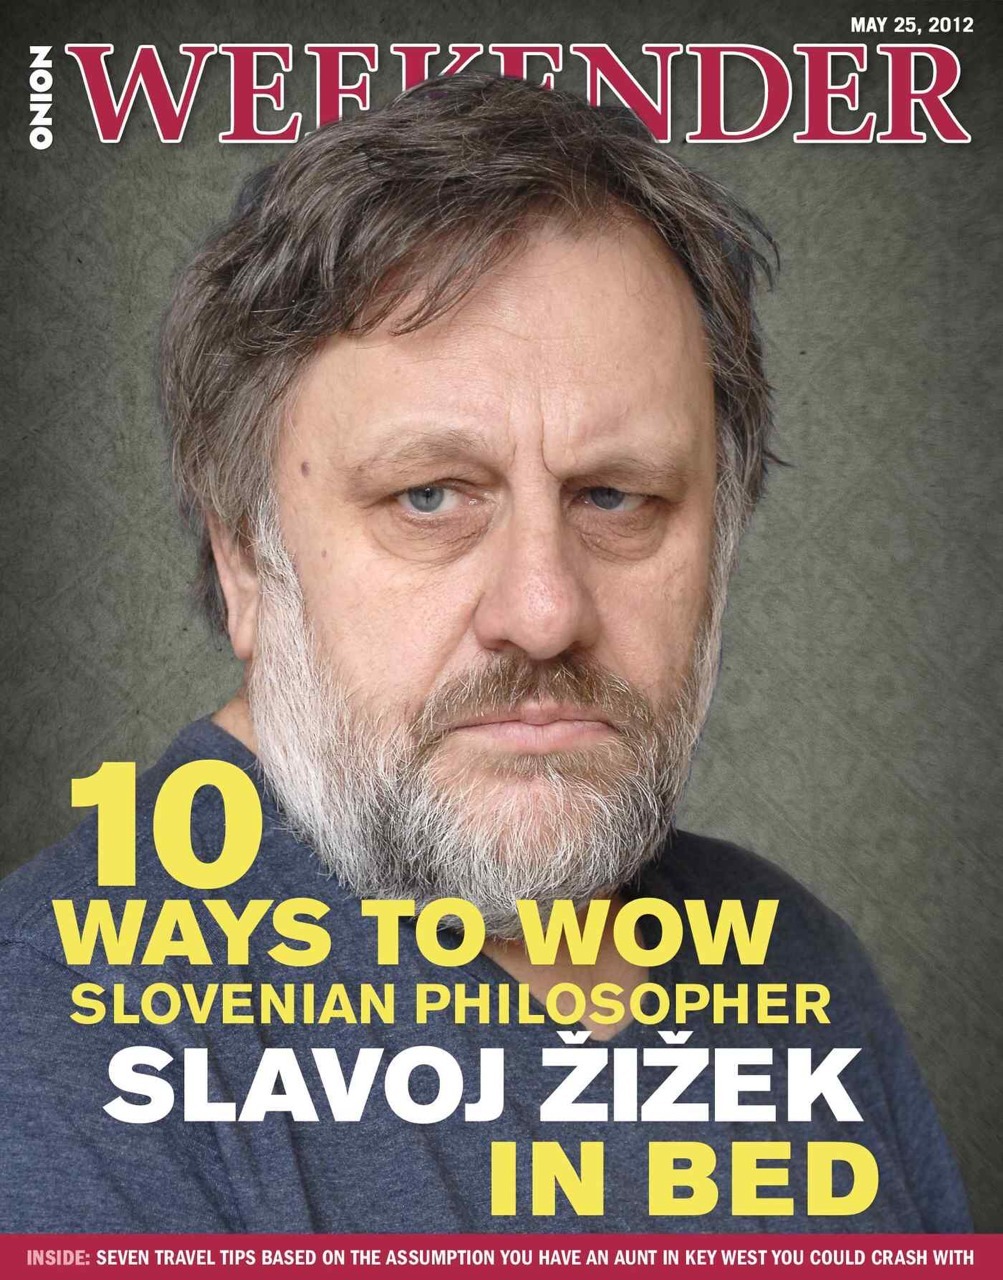 MAY 25, 2012
ONION
WEEKENDER
10
WAYS TO WOW
SLOVENIAN PHILOSOPHER
SLAVOJ ŽIŽEK
IN BED
INSIDE: SEVEN TRAVEL TIPS BASED ON THE ASSUMPTION YOU HAVE AN AUNT IN KEY WEST YOU COULD CRASH WITH